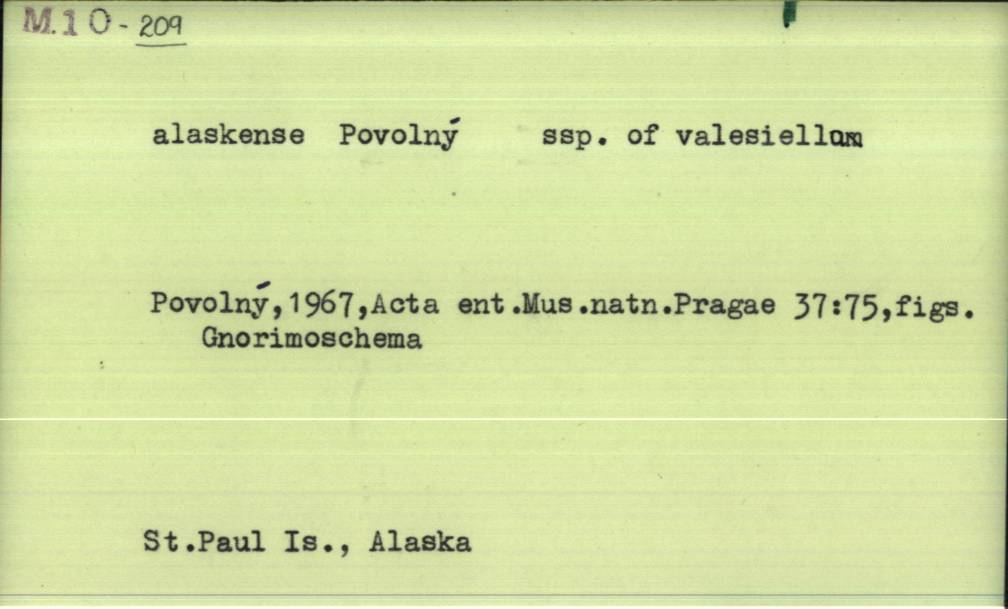 M.10-209
alaskense Povolný ssp. of valesiellum
Povolný,1967,Acta ent.Mus.natn.Pragae 37:75,figs.
Gnorimoschema
St.Paul Is., Alaska